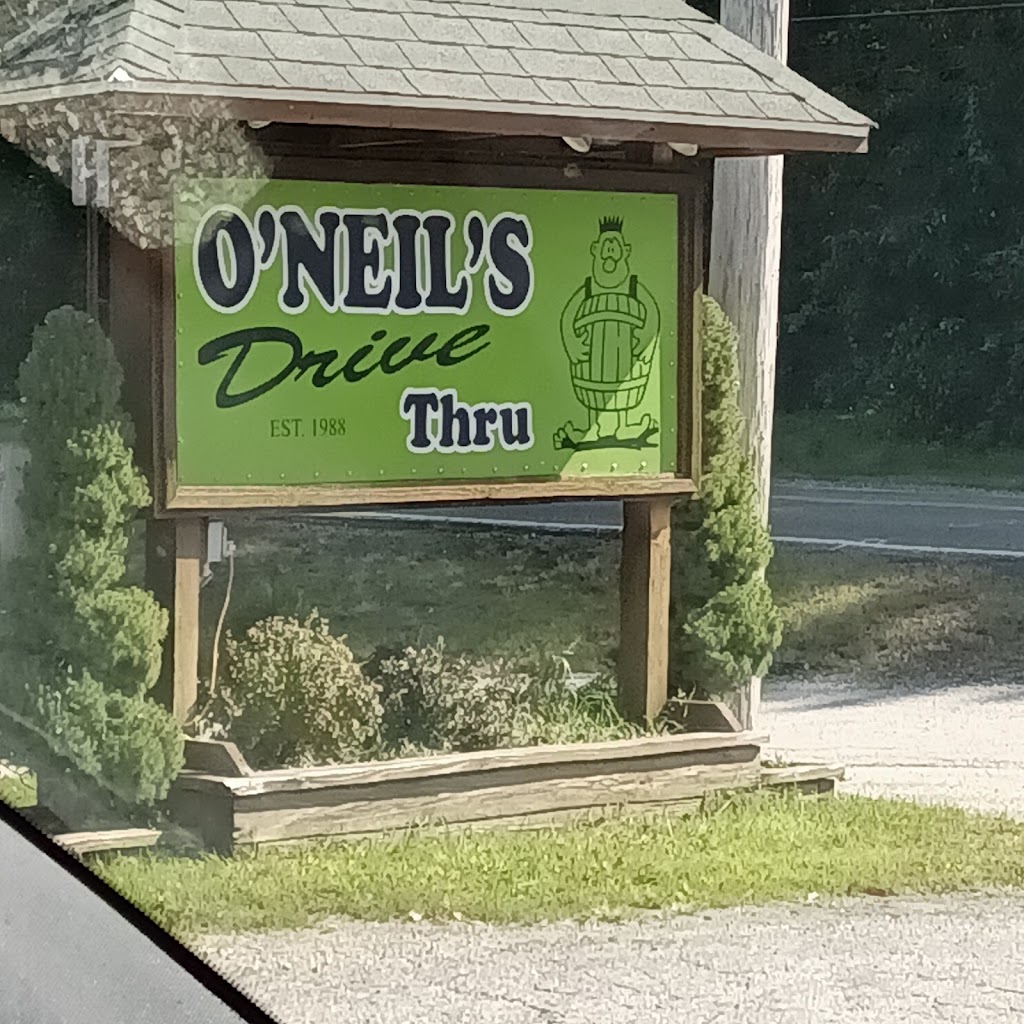 O'NEIL'S
Drive
Thru
EST. 1988